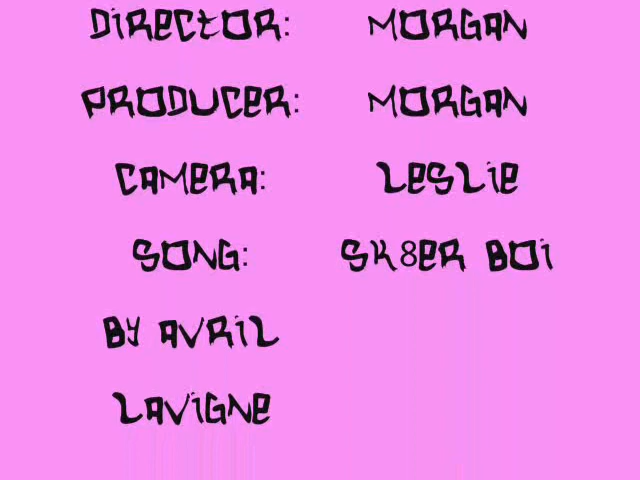 DIRECTOR: MORGAN
PRODUCER: MORGAN
CAMERA: LESLIE
SONG: SK8ER BOI
BY AVRIL
LAVIGNE